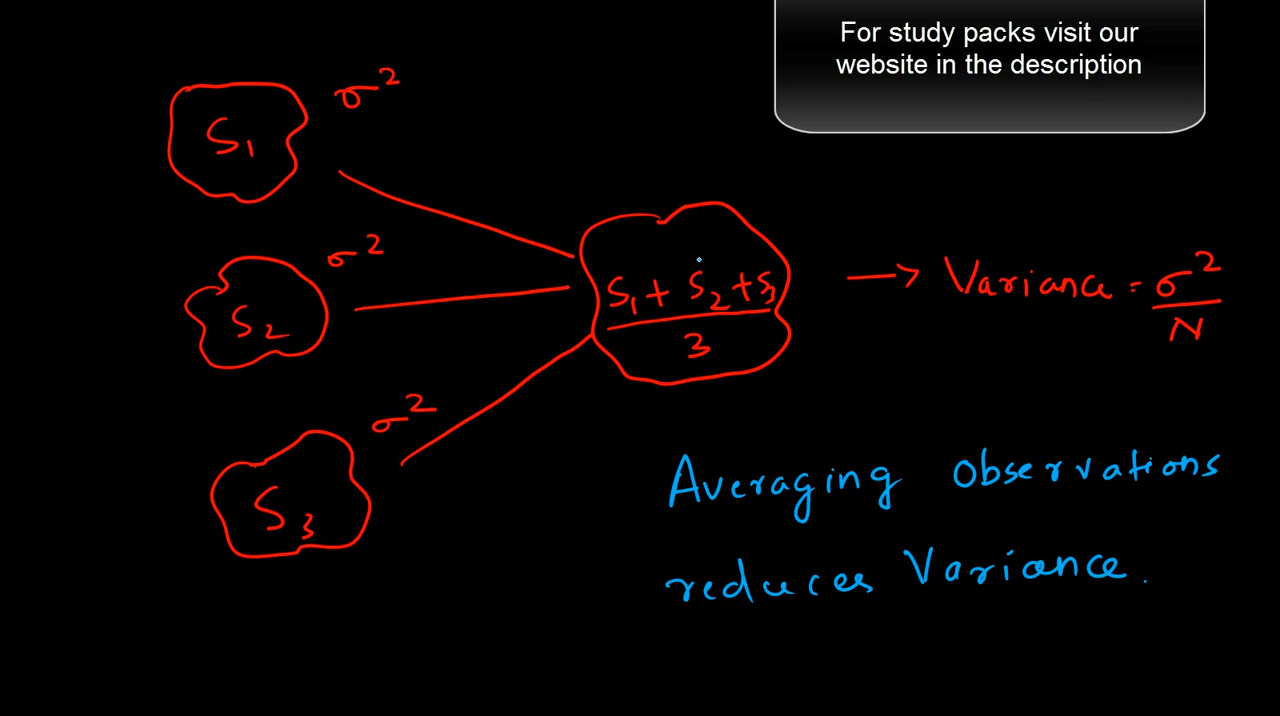 For study packs visit our
website in the description
S₁ σ²
S₂ σ²
S₃ σ²
S₁ + S₂ + S₃
3
→ Variance = σ²
N
Averaging observations
reduces Variance.